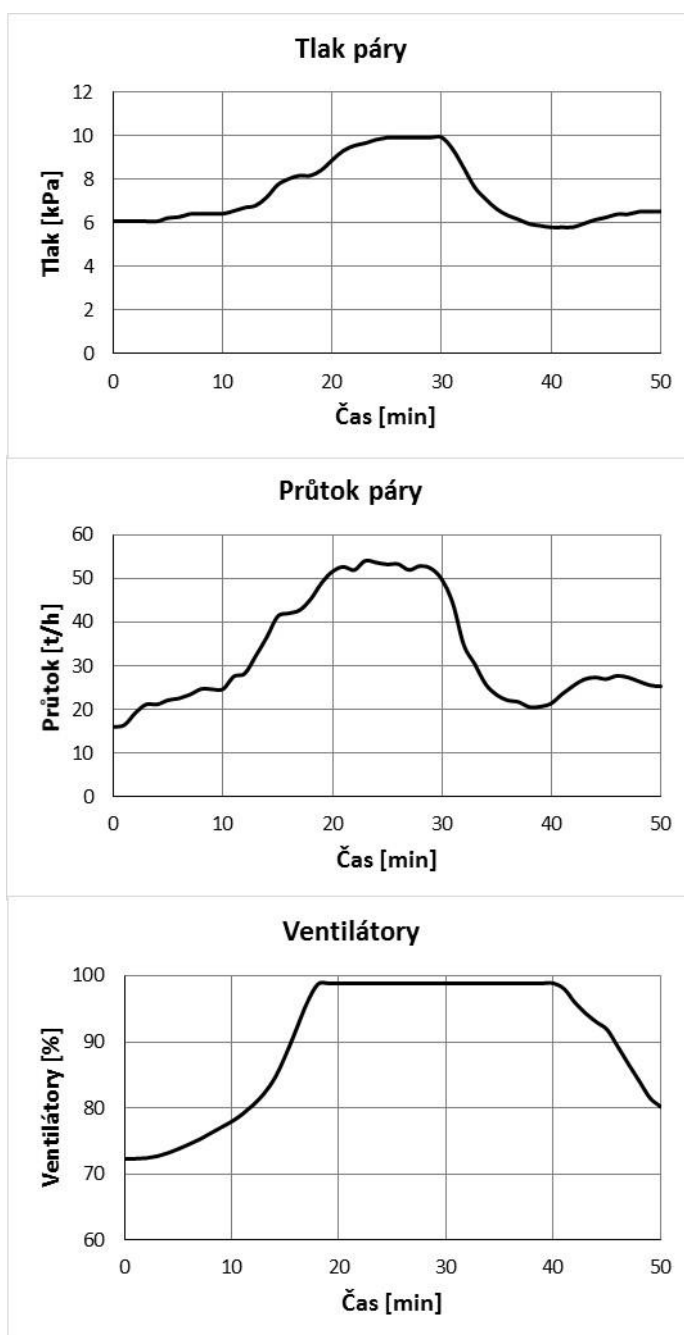 Tlak páry
12
10
8
6
4
2
0
Tlak [kPa]
0 10 20 30 40 50
Čas [min]
Průtok páry
60
50
40
30
20
10
0
Průtok [t/h]
0 10 20 30 40 50
Čas [min]
Ventilátory
100
90
80
70
60
Ventilátory [%]
0 10 20 30 40 50
Čas [min]